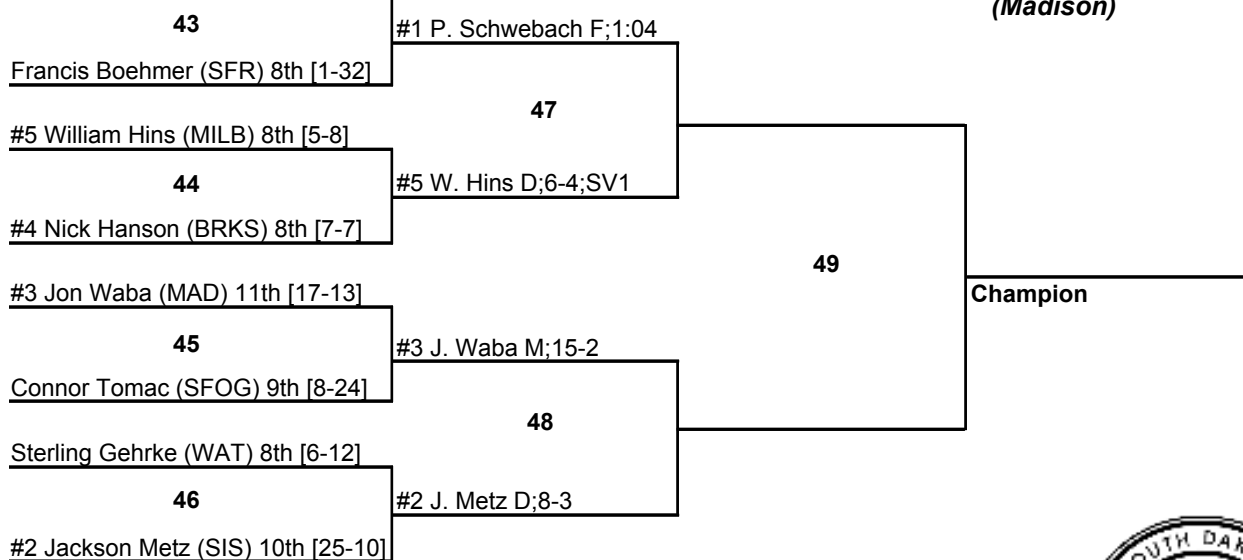 (Madison)
43
#1 P. Schwebach F;1:04
Francis Boehmer (SFR) 8th [1-32]
47
#5 William Hins (MILB) 8th [5-8]
44
#5 W. Hins D;6-4;SV1
#4 Nick Hanson (BRKS) 8th [7-7]
49
#3 Jon Waba (MAD) 11th [17-13]
Champion
45
#3 J. Waba M;15-2
Connor Tomac (SFOG) 9th [8-24]
48
Sterling Gehrke (WAT) 8th [6-12]
46
#2 J. Metz D;8-3
#2 Jackson Metz (SIS) 10th [25-10]